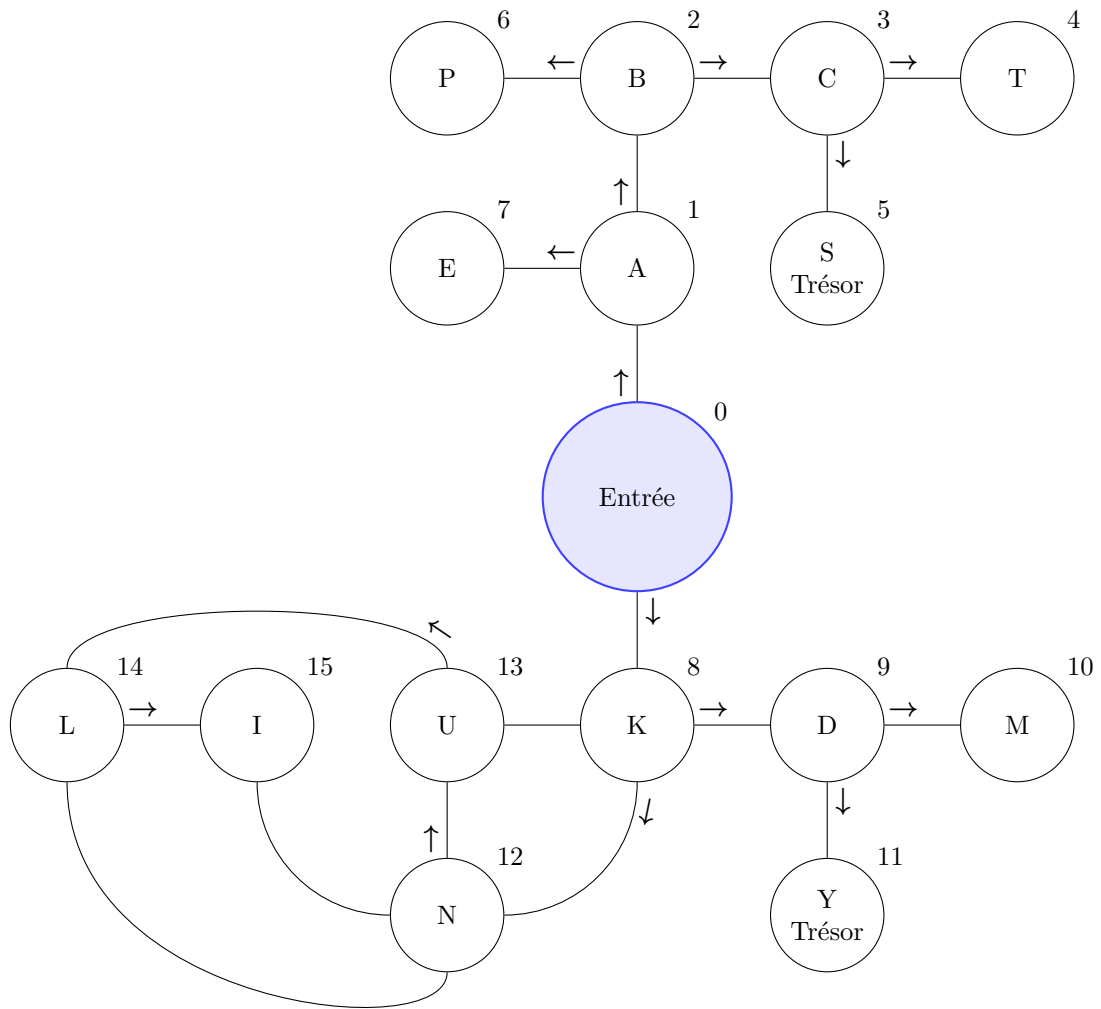 6
2
3
4
P
←
B
→
C
→
T
↓
↑
7
1
5
E
←
A
S
Trésor
↑
0
Entrée
↓
↖
14
15
13
8
9
10
L
→
I
U
K
→
D
→
M
↓
↓
↑
12
11
N
Y
Trésor